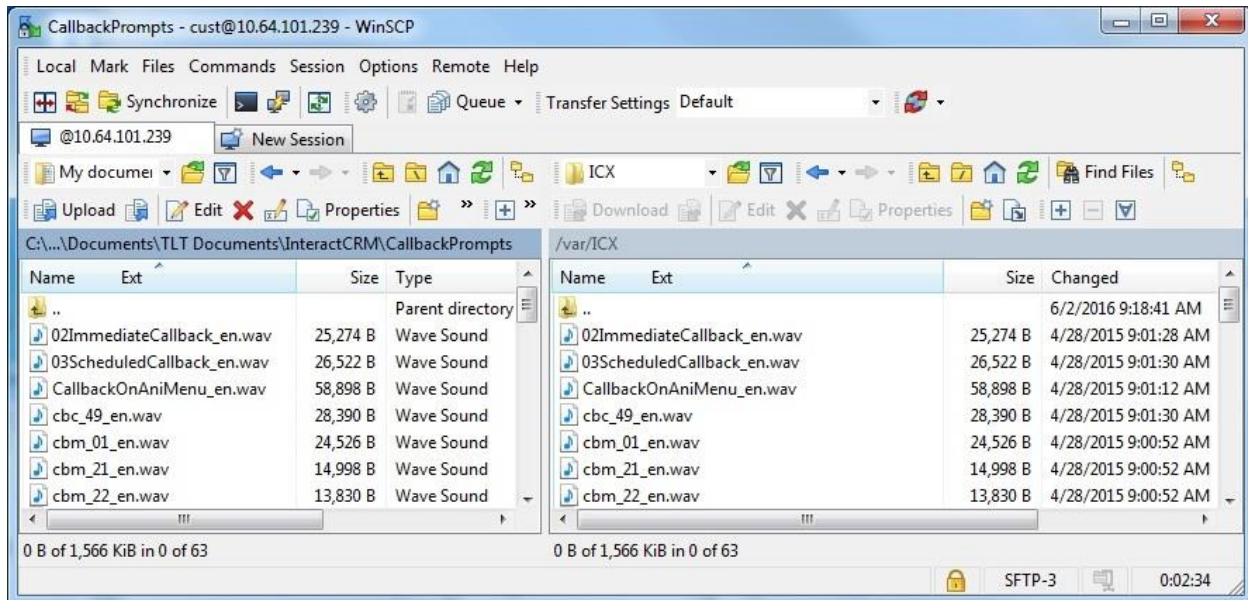 CallbackPrompts - cust@10.64.101.239 - WinSCP
Local Mark Files Commands Session Options Remote Help
Synchronize Queue Transfer Settings Default
@10.64.101.239 New Session
My documer ICX Find Files
Upload Edit Properties » » Download Edit Properties
C:\...\Documents\TLT Documents\InteractCRM\CallbackPrompts /var/ICX
Name Ext Size Type Name Ext Size Changed
.. Parent directory .. 6/2/2016 9:18:41 AM
02ImmediateCallback_en.wav 25,274 B Wave Sound 02ImmediateCallback_en.wav 25,274 B 4/28/2015 9:01:28 AM
03ScheduledCallback_en.wav 26,522 B Wave Sound 03ScheduledCallback_en.wav 26,522 B 4/28/2015 9:01:30 AM
CallbackOnAniMenu_en.wav 58,898 B Wave Sound CallbackOnAniMenu_en.wav 58,898 B 4/28/2015 9:01:12 AM
cbc_49_en.wav 28,390 B Wave Sound cbc_49_en.wav 28,390 B 4/28/2015 9:01:30 AM
cbm_01_en.wav 24,526 B Wave Sound cbm_01_en.wav 24,526 B 4/28/2015 9:00:52 AM
cbm_21_en.wav 14,998 B Wave Sound cbm_21_en.wav 14,998 B 4/28/2015 9:00:52 AM
cbm_22_en.wav 13,830 B Wave Sound cbm_22_en.wav 13,830 B 4/28/2015 9:00:52 AM
0 B of 1,566 KiB in 0 of 63 0 B of 1,566 KiB in 0 of 63
SFTP-3 0:02:34